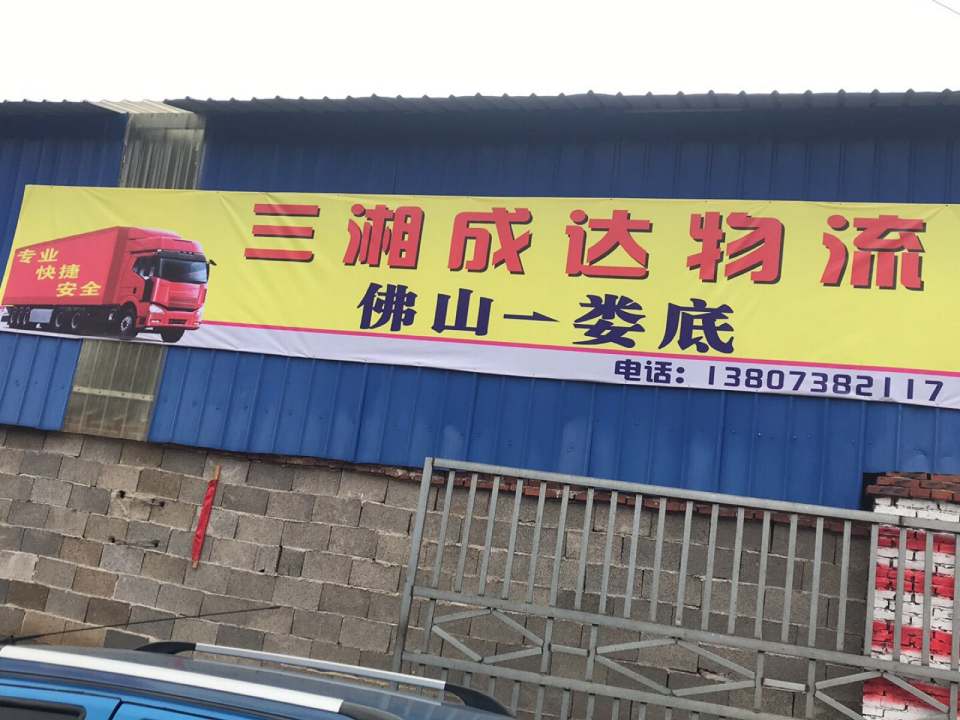 三湘成达物流
专业
快捷
安全
佛山一娄底
电话：13807382117